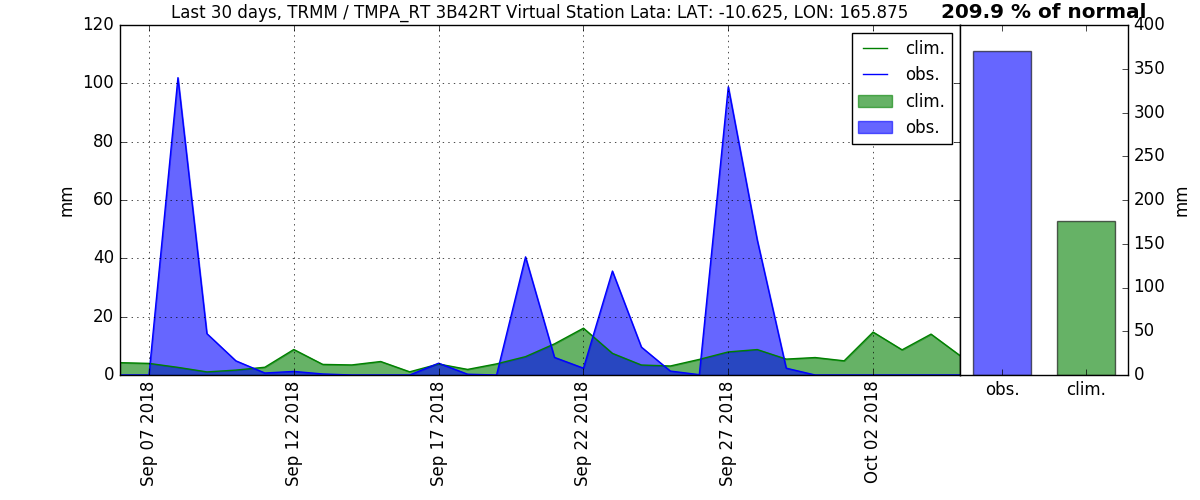 Last 30 days, TRMM / TMPA_RT 3B42RT Virtual Station Lata: LAT: -10.625, LON: 165.875
209.9 % of normal
120
100
80
60
40
20
0
mm
clim.
obs.
clim.
obs.
400
350
300
250
200
150
100
50
0
mm
Sep 07 2018
Sep 12 2018
Sep 17 2018
Sep 22 2018
Sep 27 2018
Oct 02 2018
obs.
clim.